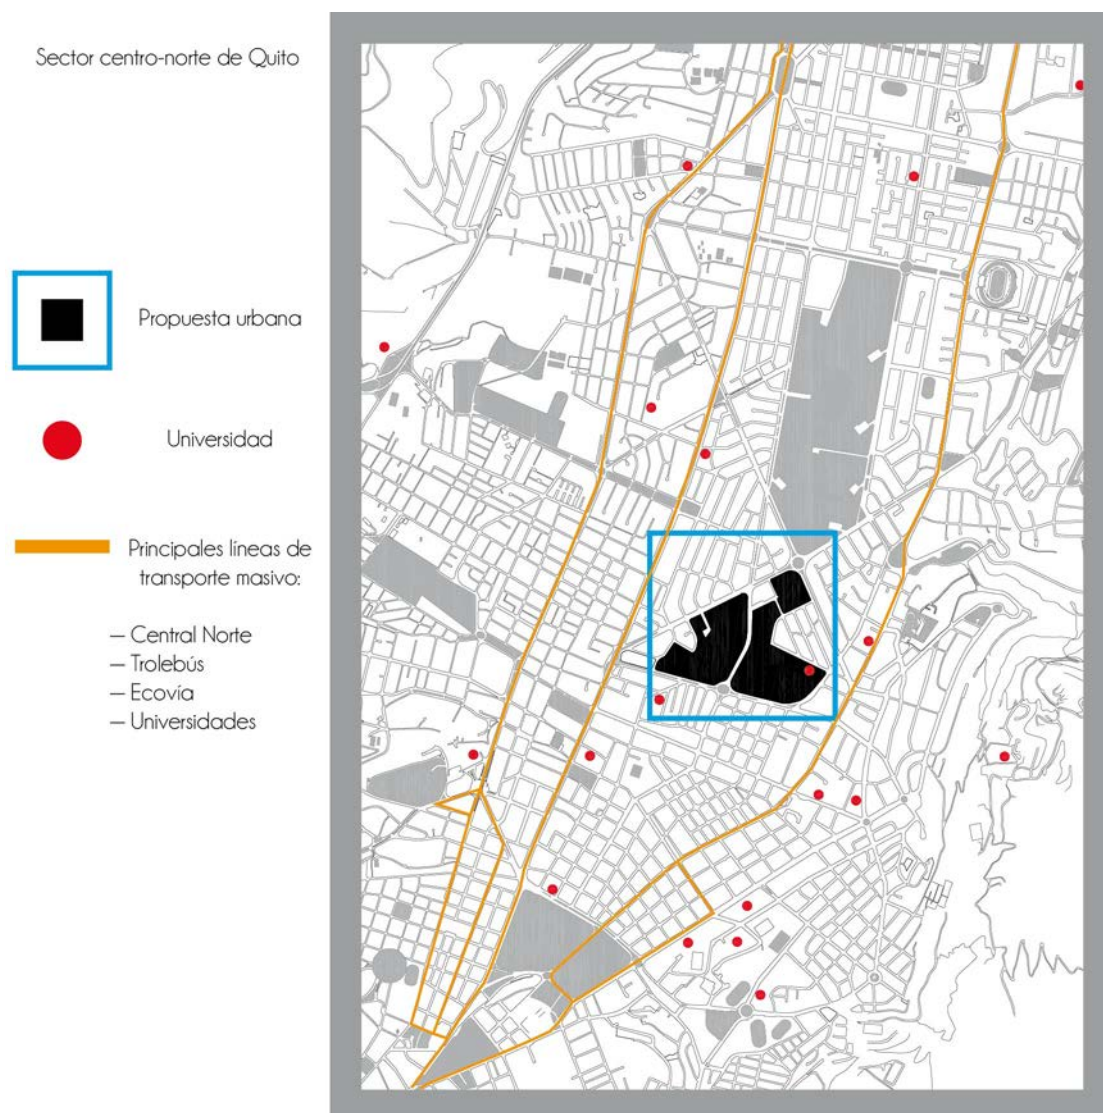 Sector centro-norte de Quito
Propuesta urbana
Universidad
Principales líneas de
transporte masivo:
– Central Norte
– Trolebús
– Ecovía
– Universidades